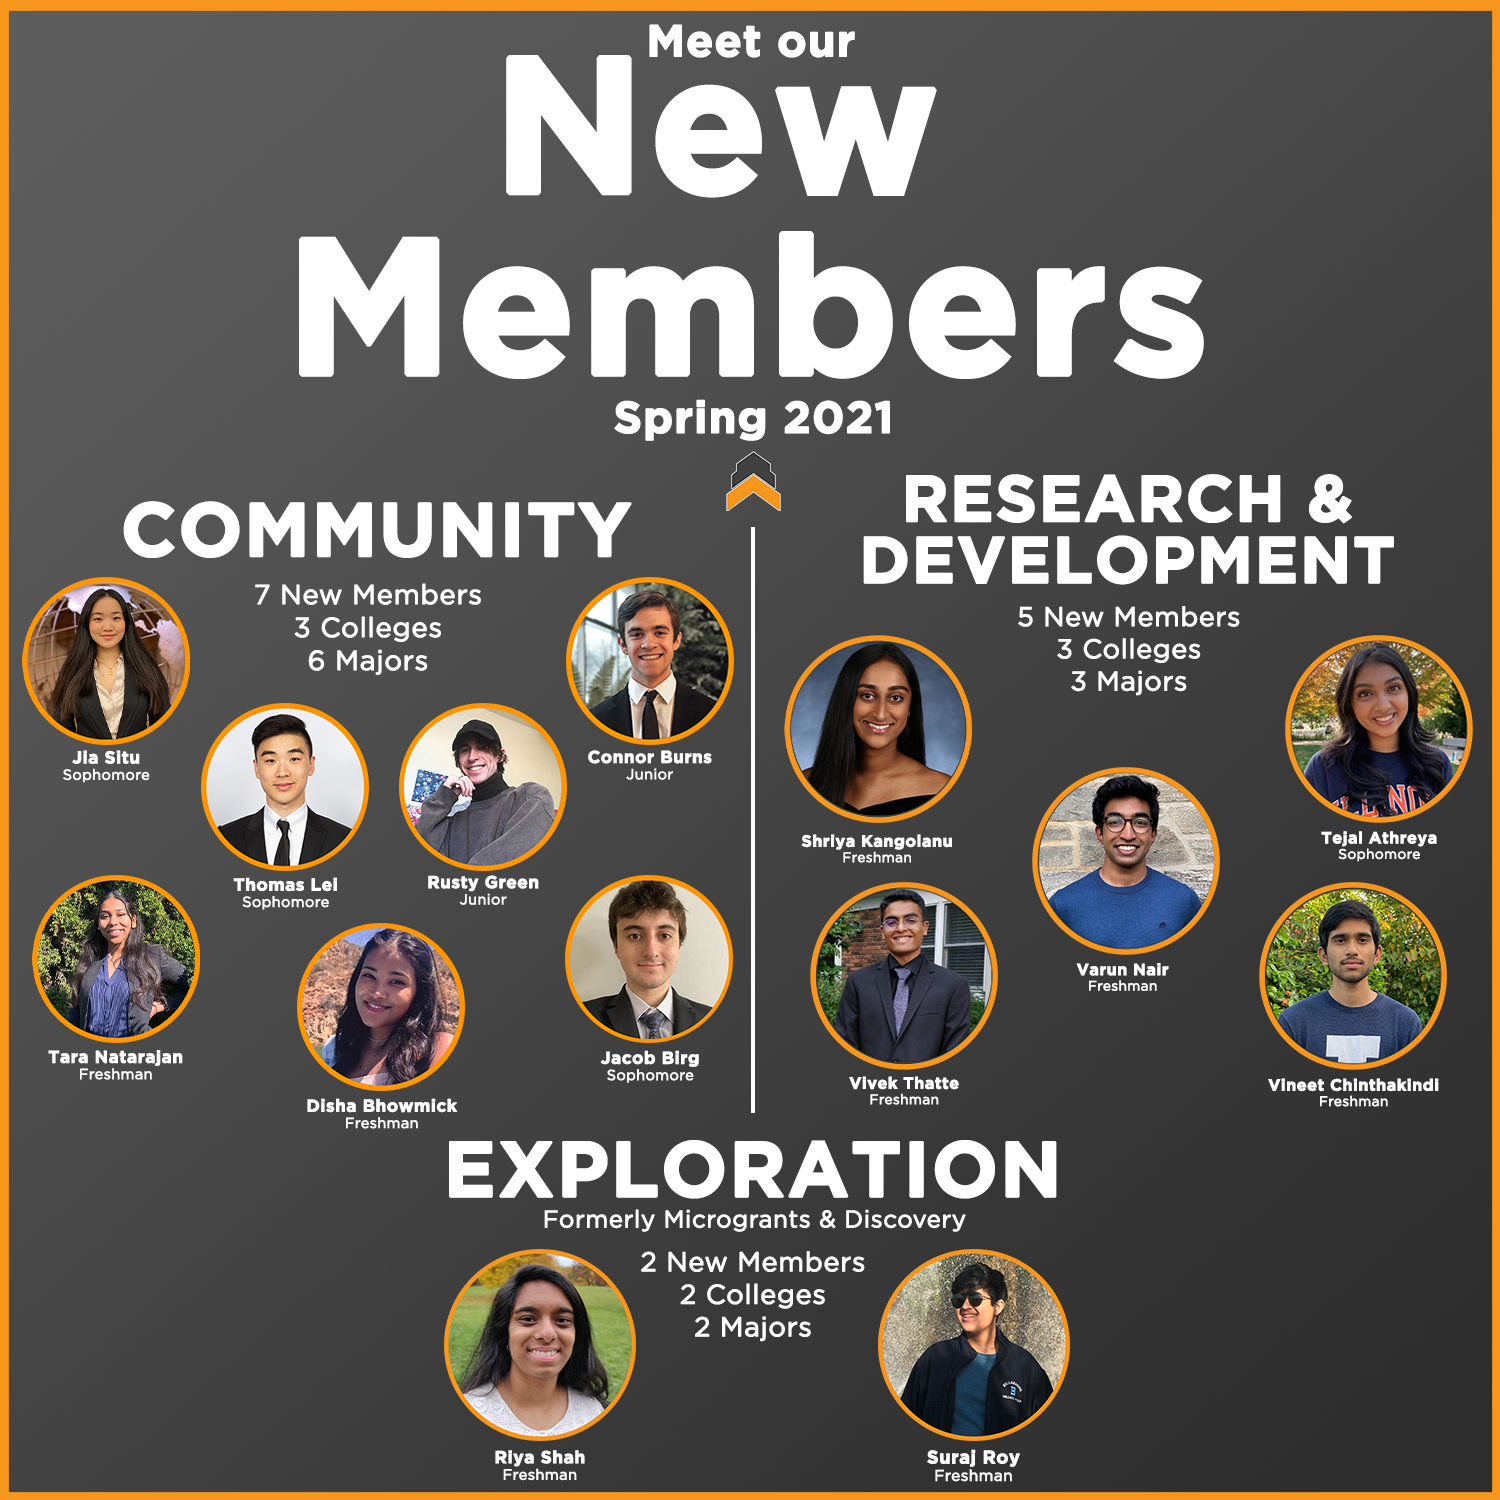 Meet our
New
Members
Spring 2021
COMMUNITY
7 New Members
3 Colleges
6 Majors
Jia Situ
Sophomore
Connor Burns
Junior
Thomas Lei
Sophomore
Rusty Green
Junior
Tara Natarajan
Freshman
Disha Bhowmick
Freshman
Jacob Birg
Sophomore
RESEARCH &
DEVELOPMENT
5 New Members
3 Colleges
3 Majors
Shriya Kangolanu
Freshman
Tejal Athreya
Sophomore
Varun Nair
Freshman
Vivek Thatte
Freshman
Vineet Chinthakindi
Freshman
EXPLORATION
Formerly Microgrants & Discovery
2 New Members
2 Colleges
2 Majors
Riya Shah
Freshman
Suraj Roy
Freshman